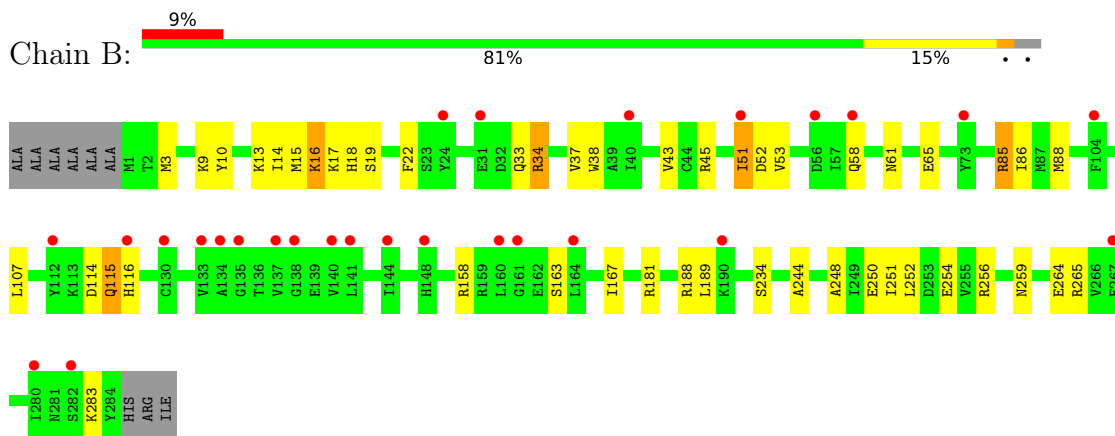 9%
Chain B:
81%
15%
• •
ALA ALA ALA ALA ALA ALA M1 T2 M3 K9 Y10 K13 I14 M15 K16 K17 H18 S19 F22 S23 Y24 E31 D32 Q33 R34 V37 W38 A39 I40 V43 C44 R45 I51 D52 V53 D56 I57 Q58 N61 E65 Y73 R85 I86 M87 M88 F104
L107 Y112 K113 D114 Q115 H116 C130 V133 A134 G135 T136 V137 G138 E139 V140 L141 I144 H148 R158 R159 L160 G161 E162 S163 L164 I167 R181 R188 L189 K190 S234 A244 A248 I249 E250 I251 L252 D253 E254 V255 R256 N259 E264 R265 V266
I280 N281 S282 K283 Y284 HIS ARG ILE